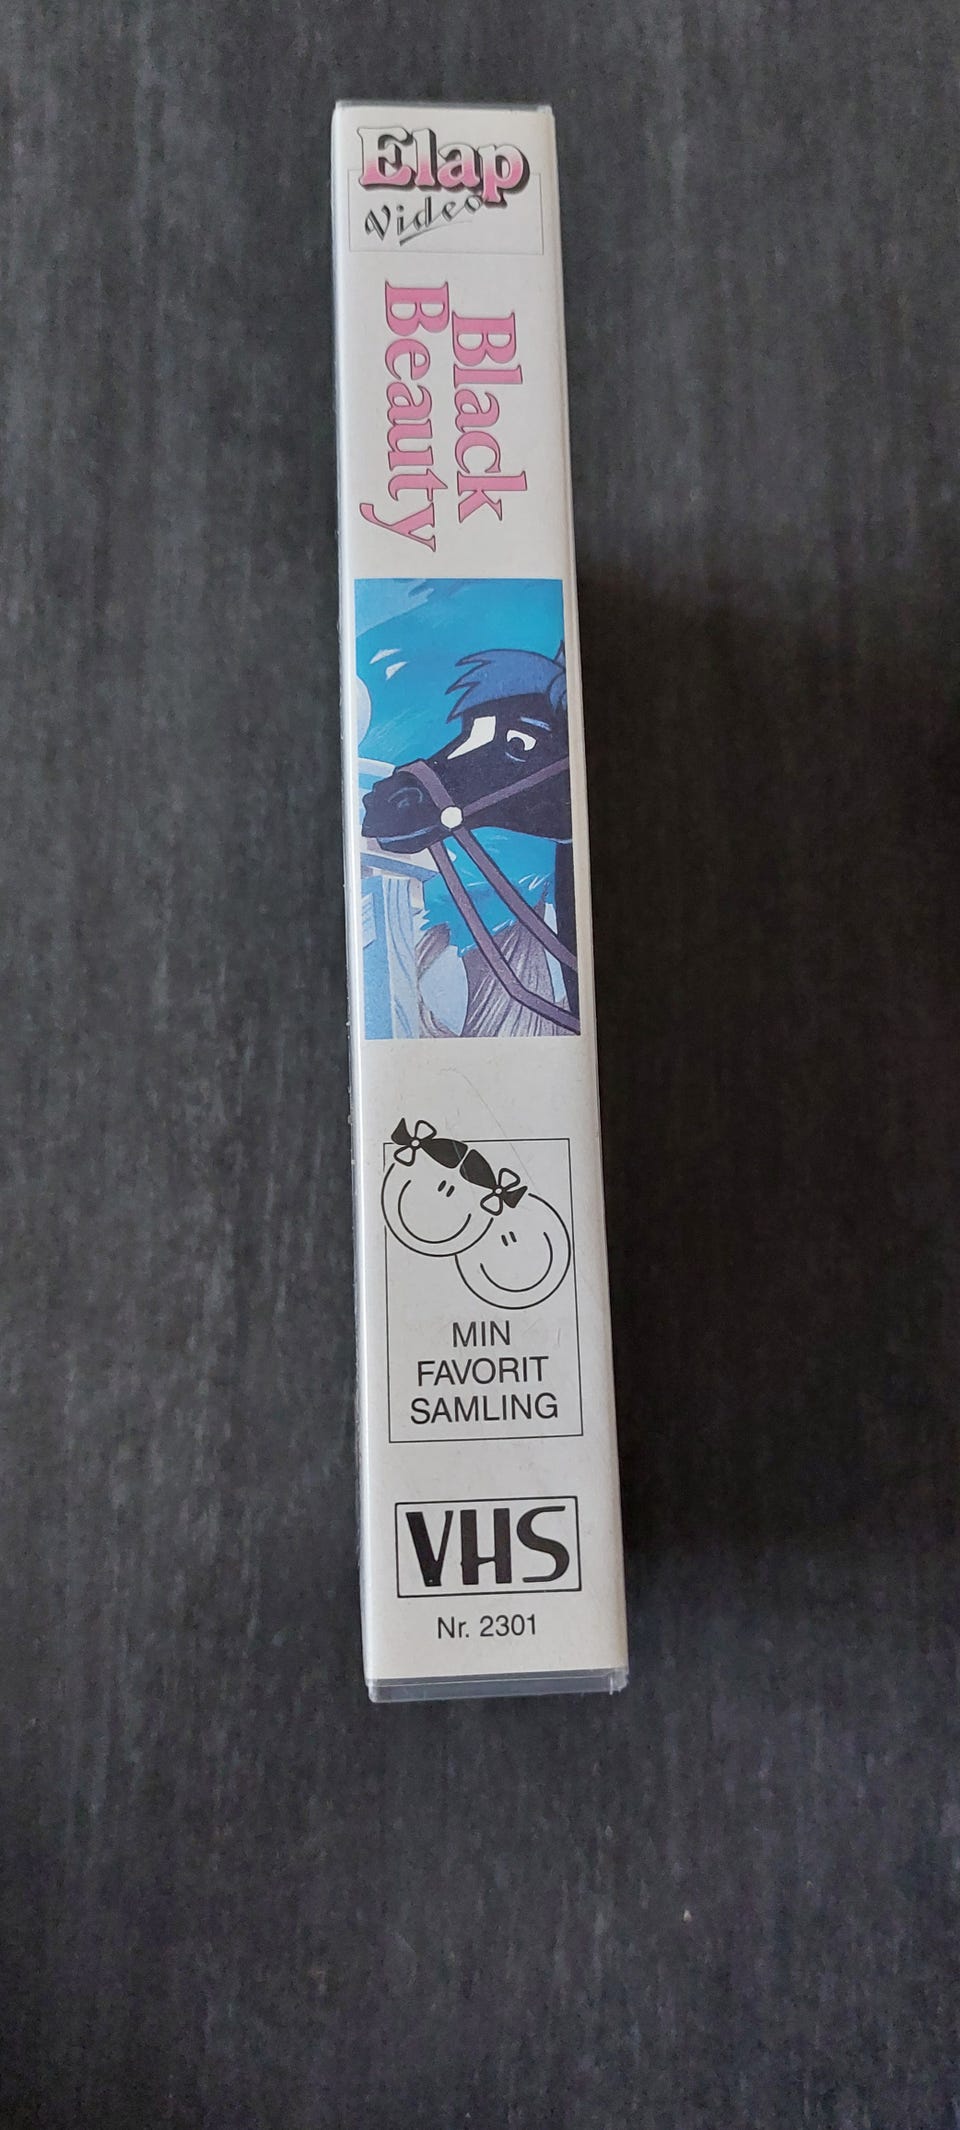 Elap
Video
Black
Beauty
MIN
FAVORIT
SAMLING
VHS
Nr. 2301